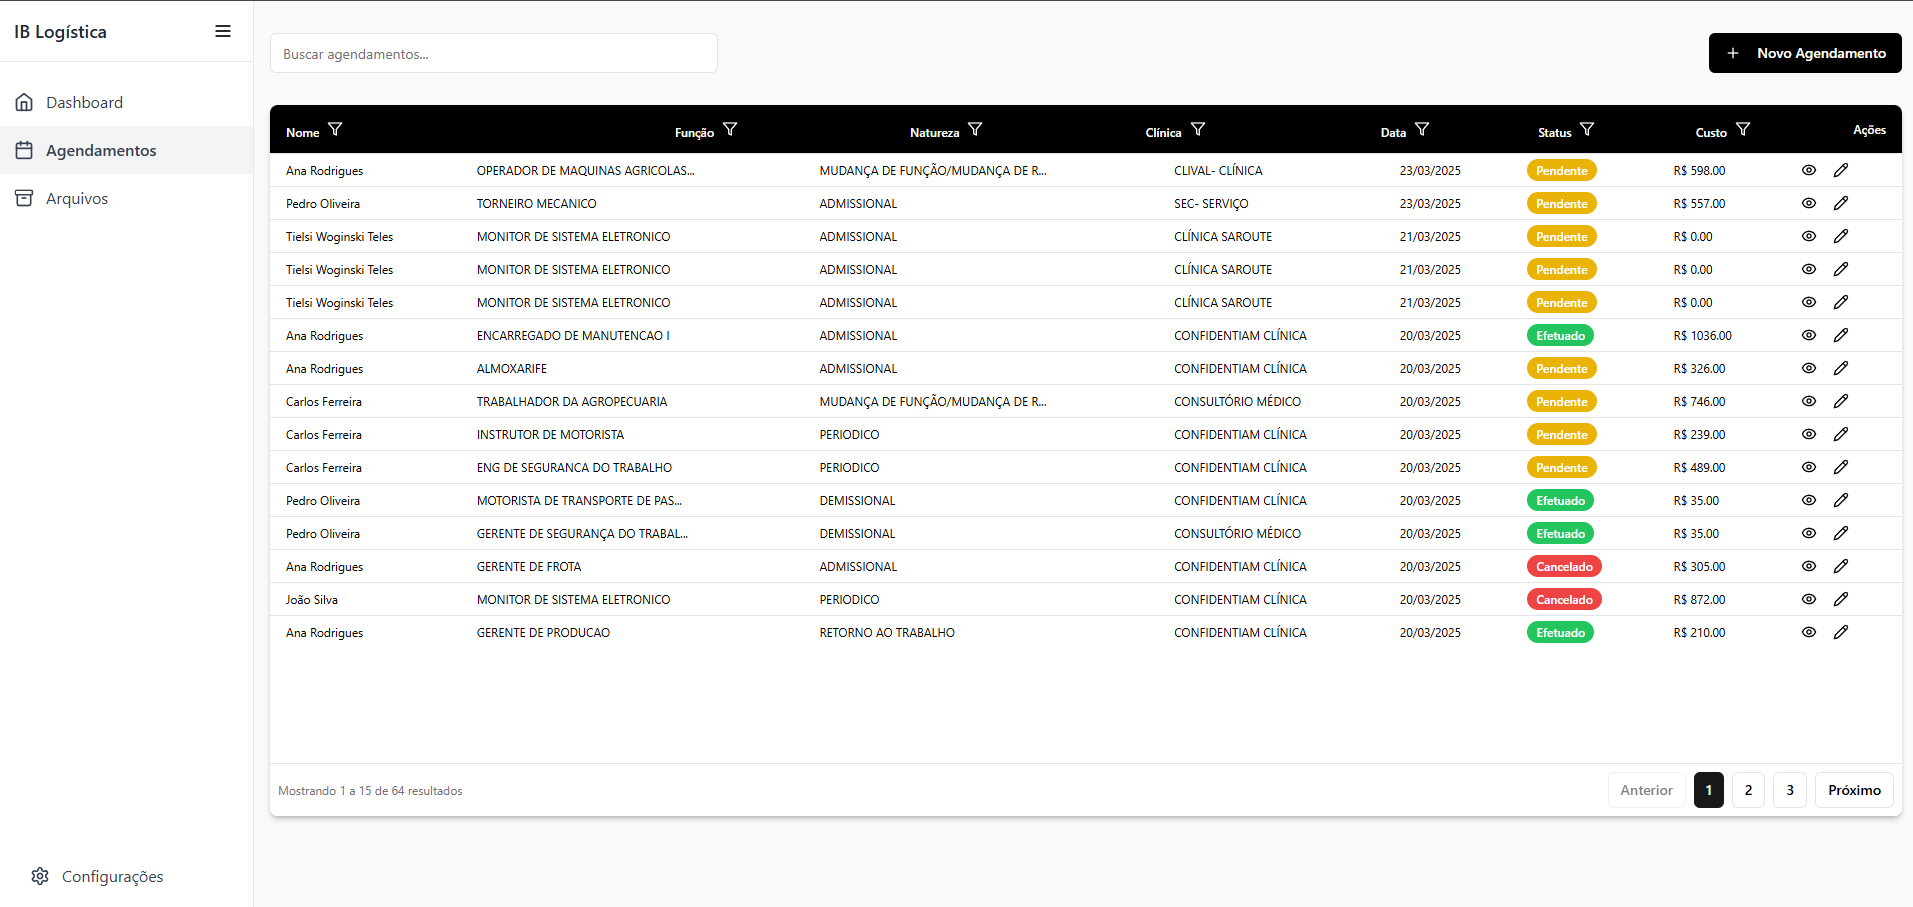 IB Logística
Dashboard
Agendamentos
Arquivos
Configurações
Buscar agendamentos...
+ Novo Agendamento
Nome Função Natureza Clínica Data Status Custo Ações
Ana Rodrigues OPERADOR DE MAQUINAS AGRICOLAS... MUDANÇA DE FUNÇÃO/MUDANÇA DE R... CLIVAL- CLÍNICA 23/03/2025 Pendente R$ 598.00
Pedro Oliveira TORNEIRO MECANICO ADMISSIONAL SEC- SERVIÇO 23/03/2025 Pendente R$ 557.00
Tielsi Woginski Teles MONITOR DE SISTEMA ELETRONICO ADMISSIONAL CLÍNICA SAROUTE 21/03/2025 Pendente R$ 0.00
Tielsi Woginski Teles MONITOR DE SISTEMA ELETRONICO ADMISSIONAL CLÍNICA SAROUTE 21/03/2025 Pendente R$ 0.00
Tielsi Woginski Teles MONITOR DE SISTEMA ELETRONICO ADMISSIONAL CLÍNICA SAROUTE 21/03/2025 Pendente R$ 0.00
Ana Rodrigues ENCARREGADO DE MANUTENCAO I ADMISSIONAL CONFIDENTIAM CLÍNICA 20/03/2025 Efetuado R$ 1036.00
Ana Rodrigues ALMOXARIFE ADMISSIONAL CONFIDENTIAM CLÍNICA 20/03/2025 Pendente R$ 326.00
Carlos Ferreira TRABALHADOR DA AGROPECUARIA MUDANÇA DE FUNÇÃO/MUDANÇA DE R... CONSULTÓRIO MÉDICO 20/03/2025 Pendente R$ 746.00
Carlos Ferreira INSTRUTOR DE MOTORISTA PERIODICO CONFIDENTIAM CLÍNICA 20/03/2025 Pendente R$ 239.00
Carlos Ferreira ENG DE SEGURANCA DO TRABALHO PERIODICO CONFIDENTIAM CLÍNICA 20/03/2025 Pendente R$ 489.00
Pedro Oliveira MOTORISTA DE TRANSPORTE DE PAS... DEMISSIONAL CONFIDENTIAM CLÍNICA 20/03/2025 Efetuado R$ 35.00
Pedro Oliveira GERENTE DE SEGURANÇA DO TRABAL... DEMISSIONAL CONSULTÓRIO MÉDICO 20/03/2025 Efetuado R$ 35.00
Ana Rodrigues GERENTE DE FROTA ADMISSIONAL CONFIDENTIAM CLÍNICA 20/03/2025 Cancelado R$ 305.00
João Silva MONITOR DE SISTEMA ELETRONICO PERIODICO CONFIDENTIAM CLÍNICA 20/03/2025 Cancelado R$ 872.00
Ana Rodrigues GERENTE DE PRODUCAO RETORNO AO TRABALHO CONFIDENTIAM CLÍNICA 20/03/2025 Efetuado R$ 210.00
Mostrando 1 a 15 de 64 resultados
Anterior 1 2 3 Próximo